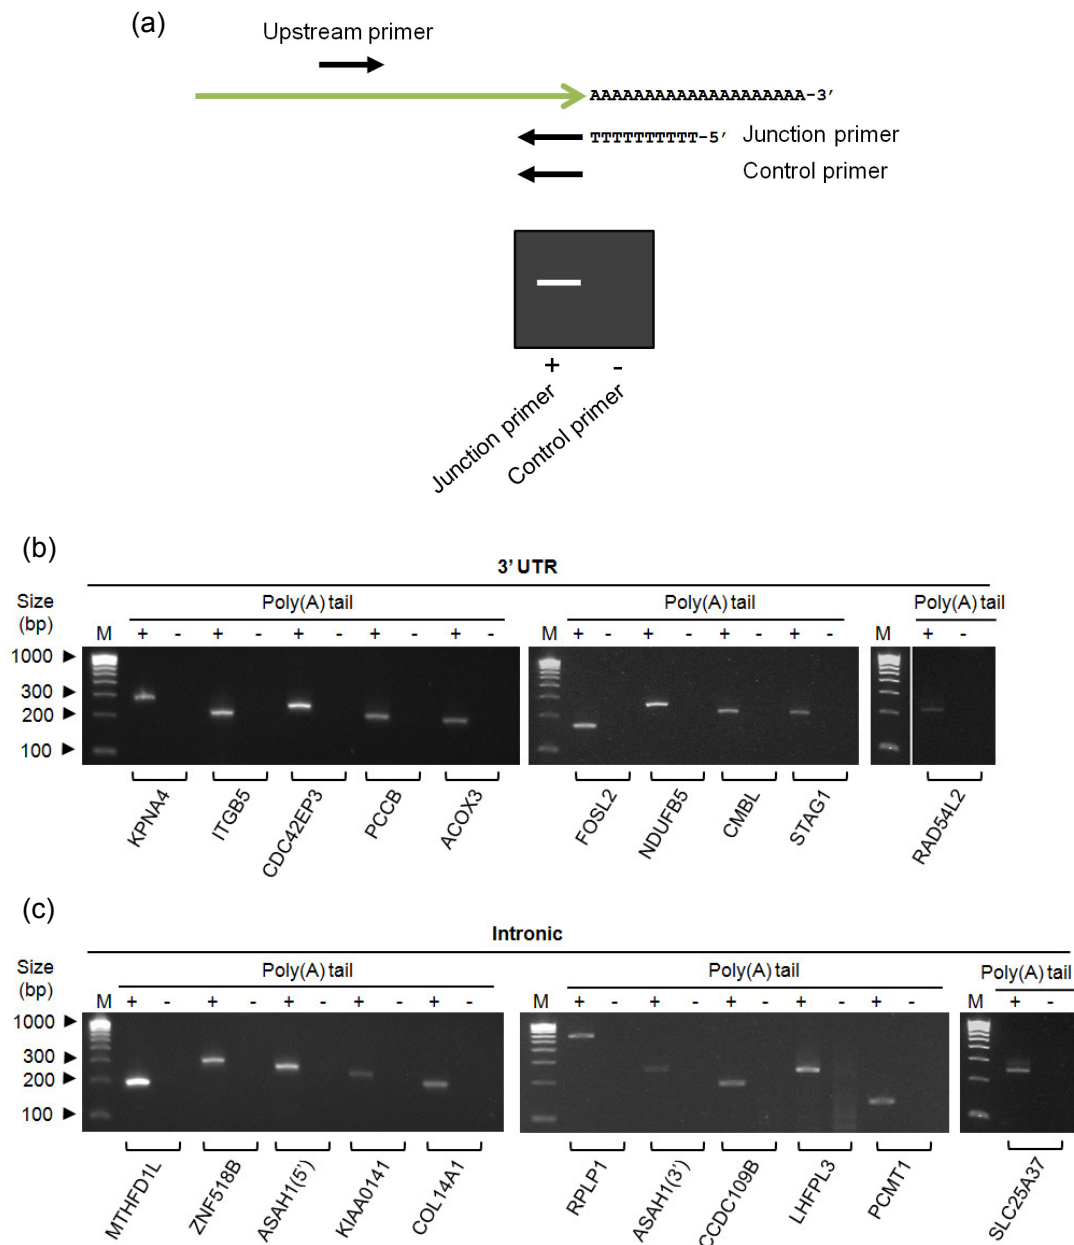 (a)
Upstream primer
AAAAAAAAAAAAAAAAAAAA-3′
TTTTTTTTTT-5′ Junction primer
Control primer
+ -
Junction primer
Control primer
(b)
3' UTR
Size (bp)
Poly(A) tail Poly(A) tail Poly(A) tail
M + - + - + - + - + - M + - + - + - + - M + -
1000
300
200
100
KPNA4 ITGB5 CDC42EP3 PCCB ACOX3 FOSL2 NDUFB5 CMBL STAG1 RAD54L2
(c)
Intronic
Size (bp)
Poly(A) tail Poly(A) tail Poly(A) tail
M + - + - + - + - + - M + - + - + - + - + - M + -
1000
300
200
100
MTHFD1L ZNF518B ASAH1(5') KIAA0141 COL14A1 RPLP1 ASAH1(3') CCDC109B LHFPL3 PCMT1 SLC25A37